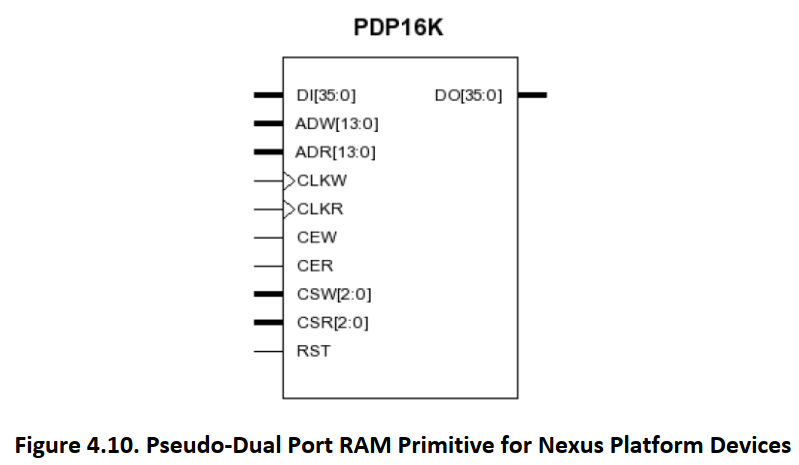 PDP16K
DI[35:0] DO[35:0]
ADW[13:0]
ADR[13:0]
CLKW
CLKR
CEW
CER
CSW[2:0]
CSR[2:0]
RST
Figure 4.10. Pseudo-Dual Port RAM Primitive for Nexus Platform Devices